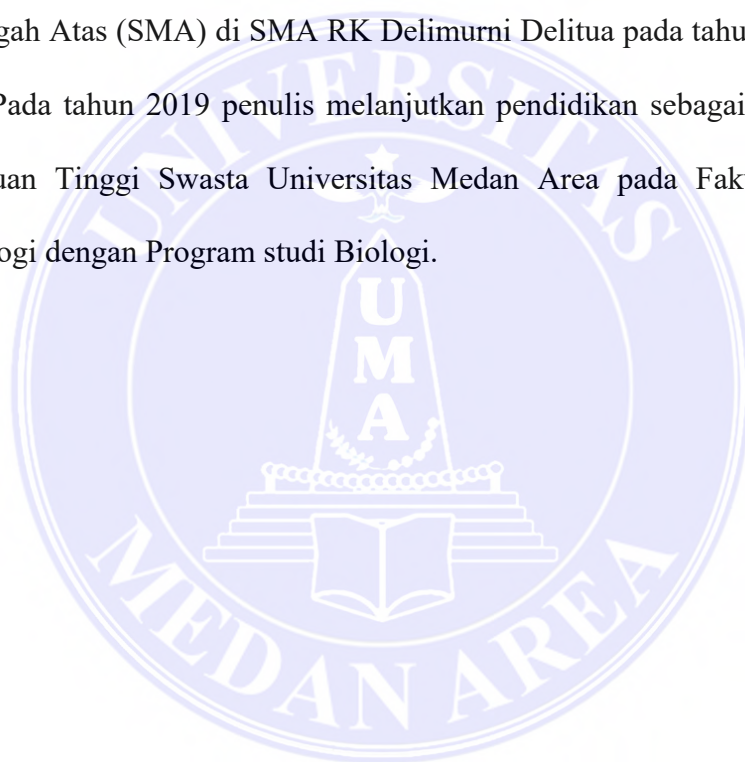 gah Atas (SMA) di SMA RK Delimurni Delitua pada tahu
Pada tahun 2019 penulis melanjutkan pendidikan sebagai
uan Tinggi Swasta Universitas Medan Area pada Fak
ogi dengan Program studi Biologi.
UNIVERSITAS
UMA
MEDAN AREA